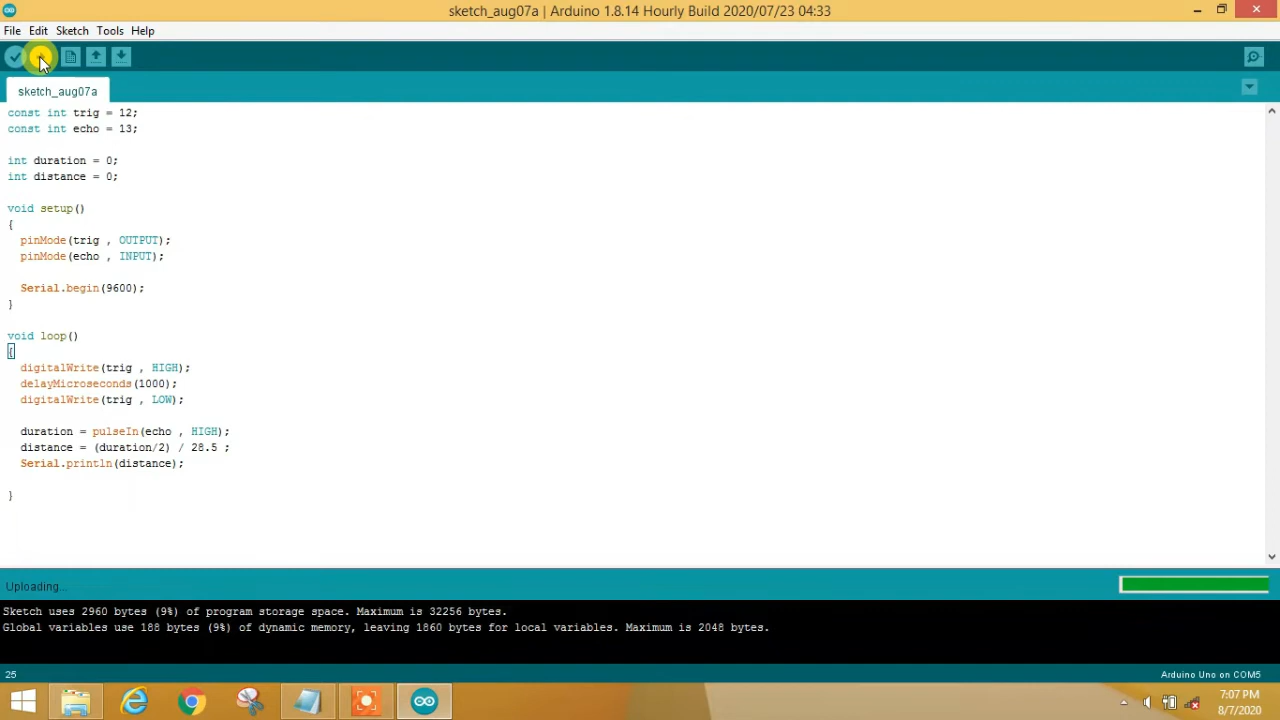 sketch_aug07a | Arduino 1.8.14 Hourly Build 2020/07/23 04:33
File Edit Sketch Tools Help
sketch_aug07a
const int trig = 12;
const int echo = 13;
int duration = 0;
int distance = 0;
void setup()
{
pinMode(trig , OUTPUT);
pinMode(echo , INPUT);
Serial.begin(9600);
}
void loop()
{
digitalWrite(trig , HIGH);
delayMicroseconds(1000);
digitalWrite(trig , LOW);
duration = pulseIn(echo , HIGH);
distance = (duration/2) / 28.5 ;
Serial.println(distance);
}
Uploading...
Sketch uses 2960 bytes (9%) of program storage space. Maximum is 32256 bytes.
Global variables use 188 bytes (9%) of dynamic memory, leaving 1860 bytes for local variables. Maximum is 2048 bytes.
25 Arduino Uno on COM5
7:07 PM
8/7/2020